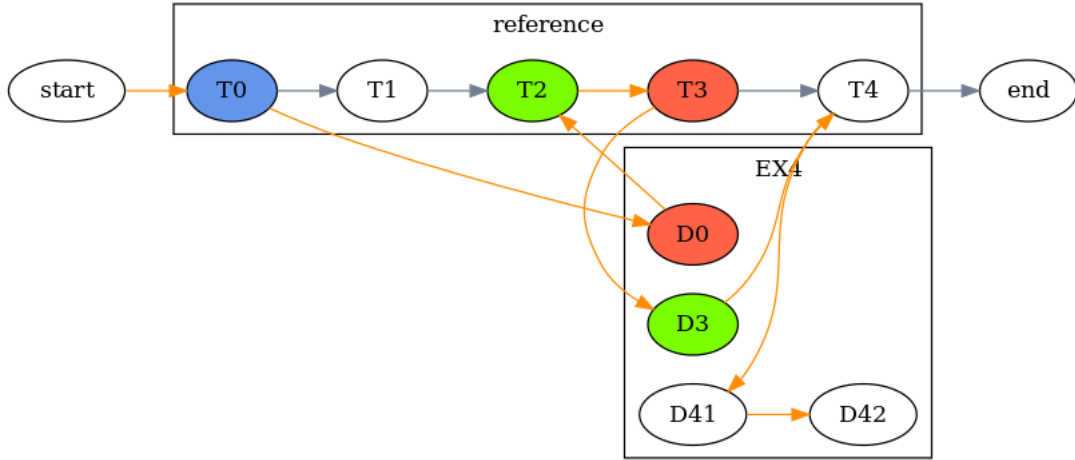 reference
start
T0
T1
T2
T3
T4
end
EX4
D0
D3
D41
D42